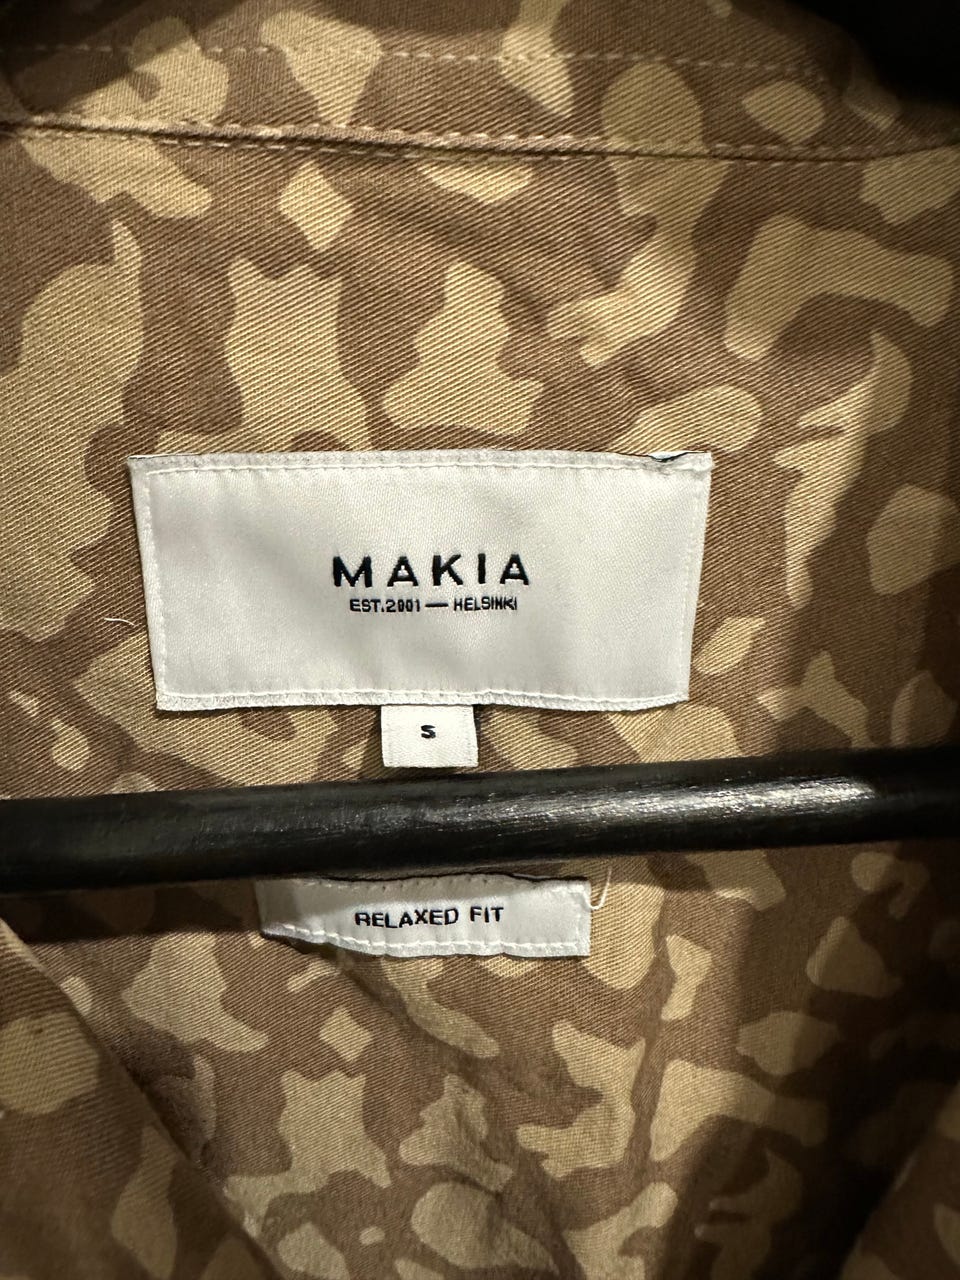 MAKIA
EST.2001 — HELSINKI
S
RELAXED FIT